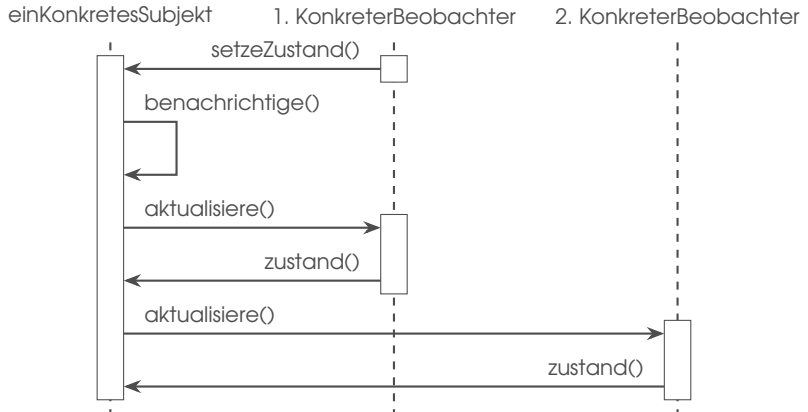 einKonkretesSubjekt
1. KonkreterBeobachter
2. KonkreterBeobachter
setzeZustand()
benachrichtige()
aktualisiere()
zustand()
aktualisiere()
zustand()